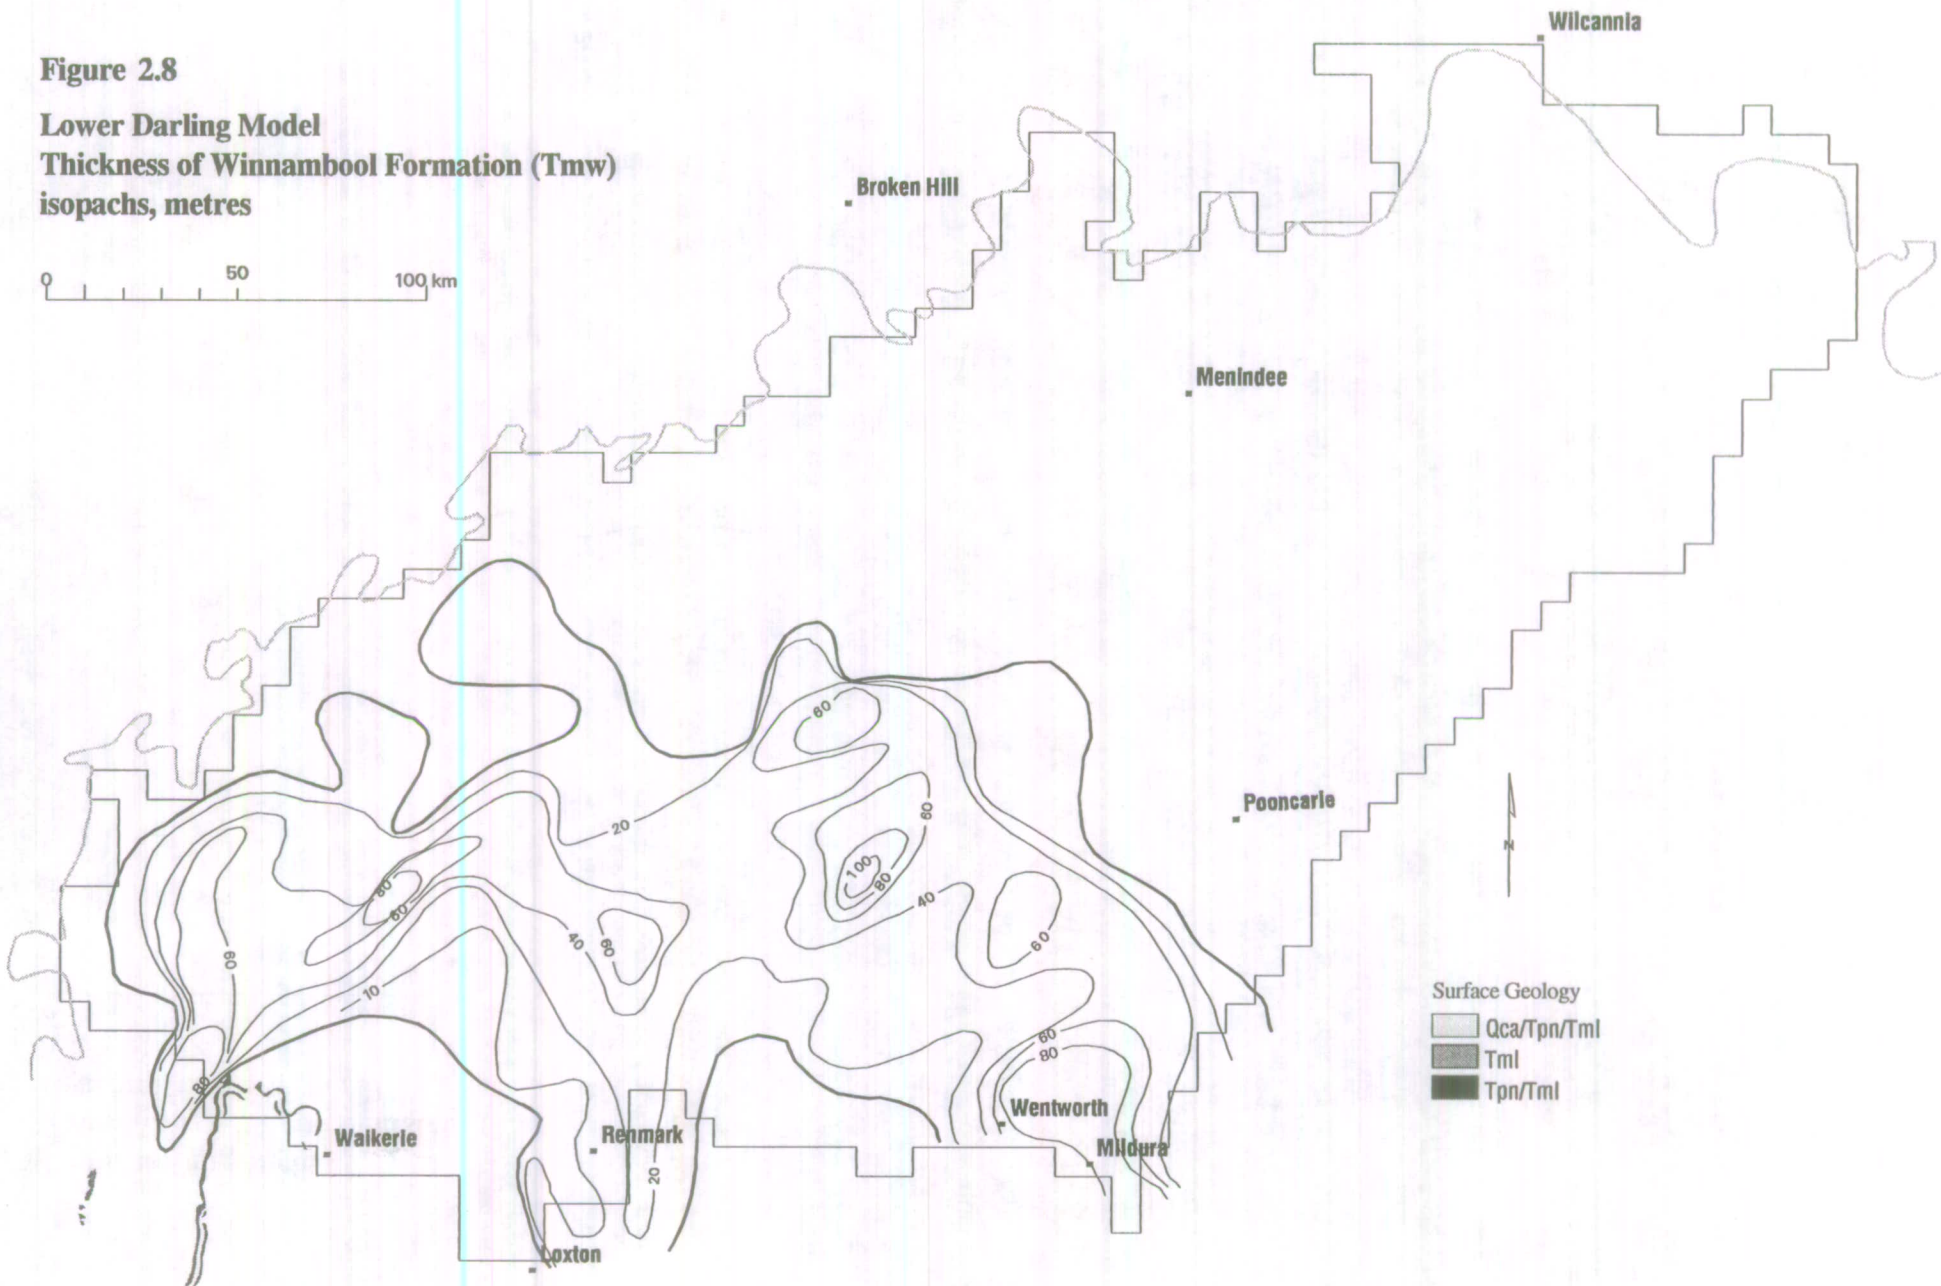 Figure 2.8
Lower Darling Model
Thickness of Winnambool Formation (Tmw)
isopachs, metres
0 50 100 km
Wilcannia
Broken Hill
Menindee
Pooncarie
60
20
60
100
80
40
80
60
60
40
60
60
10
60
80
80
N
Surface Geology
Qca/Tpn/Tml
Tml
Tpn/Tml
Wentworth
Waikerie
Renmark
Mildura
20
Loxton